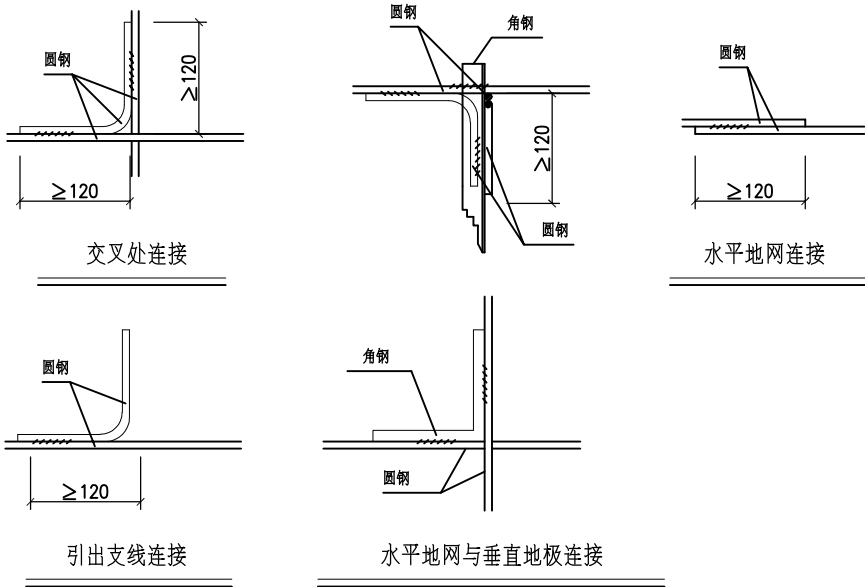 圆钢
≥120
≥120
交叉处连接
圆钢
角钢
≥120
圆钢
圆钢
≥120
水平地网连接
圆钢
≥120
引出支线连接
角钢
圆钢
水平地网与垂直地极连接